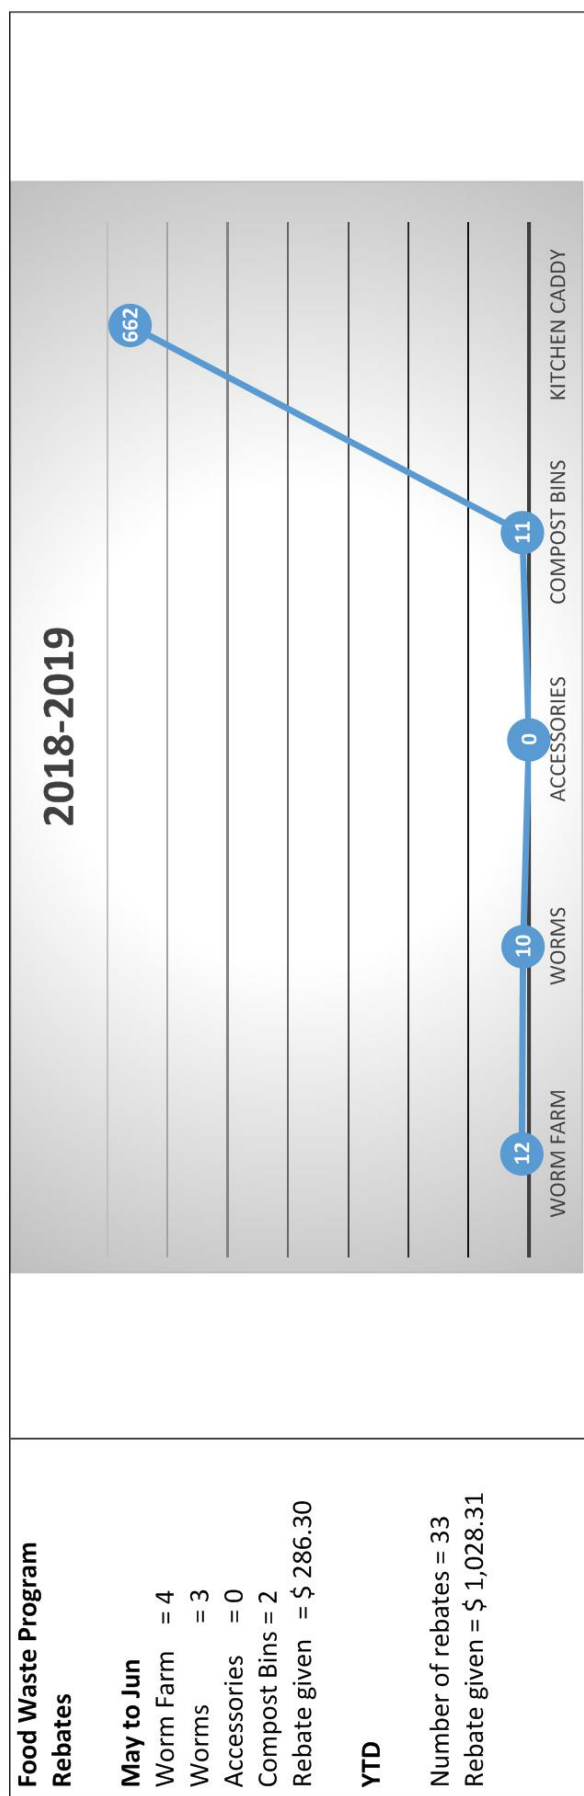 Food Waste Program
Rebates
May to Jun
Worm Farm = 4
Worms = 3
Accessories = 0
Compost Bins = 2
Rebate given = $ 286.30
YTD
Number of rebates = 33
Rebate given = $ 1,028.31
2018-2019
12
10
0
11
662
WORM FARM
WORMS
ACCESSORIES
COMPOST BINS
KITCHEN CADDY